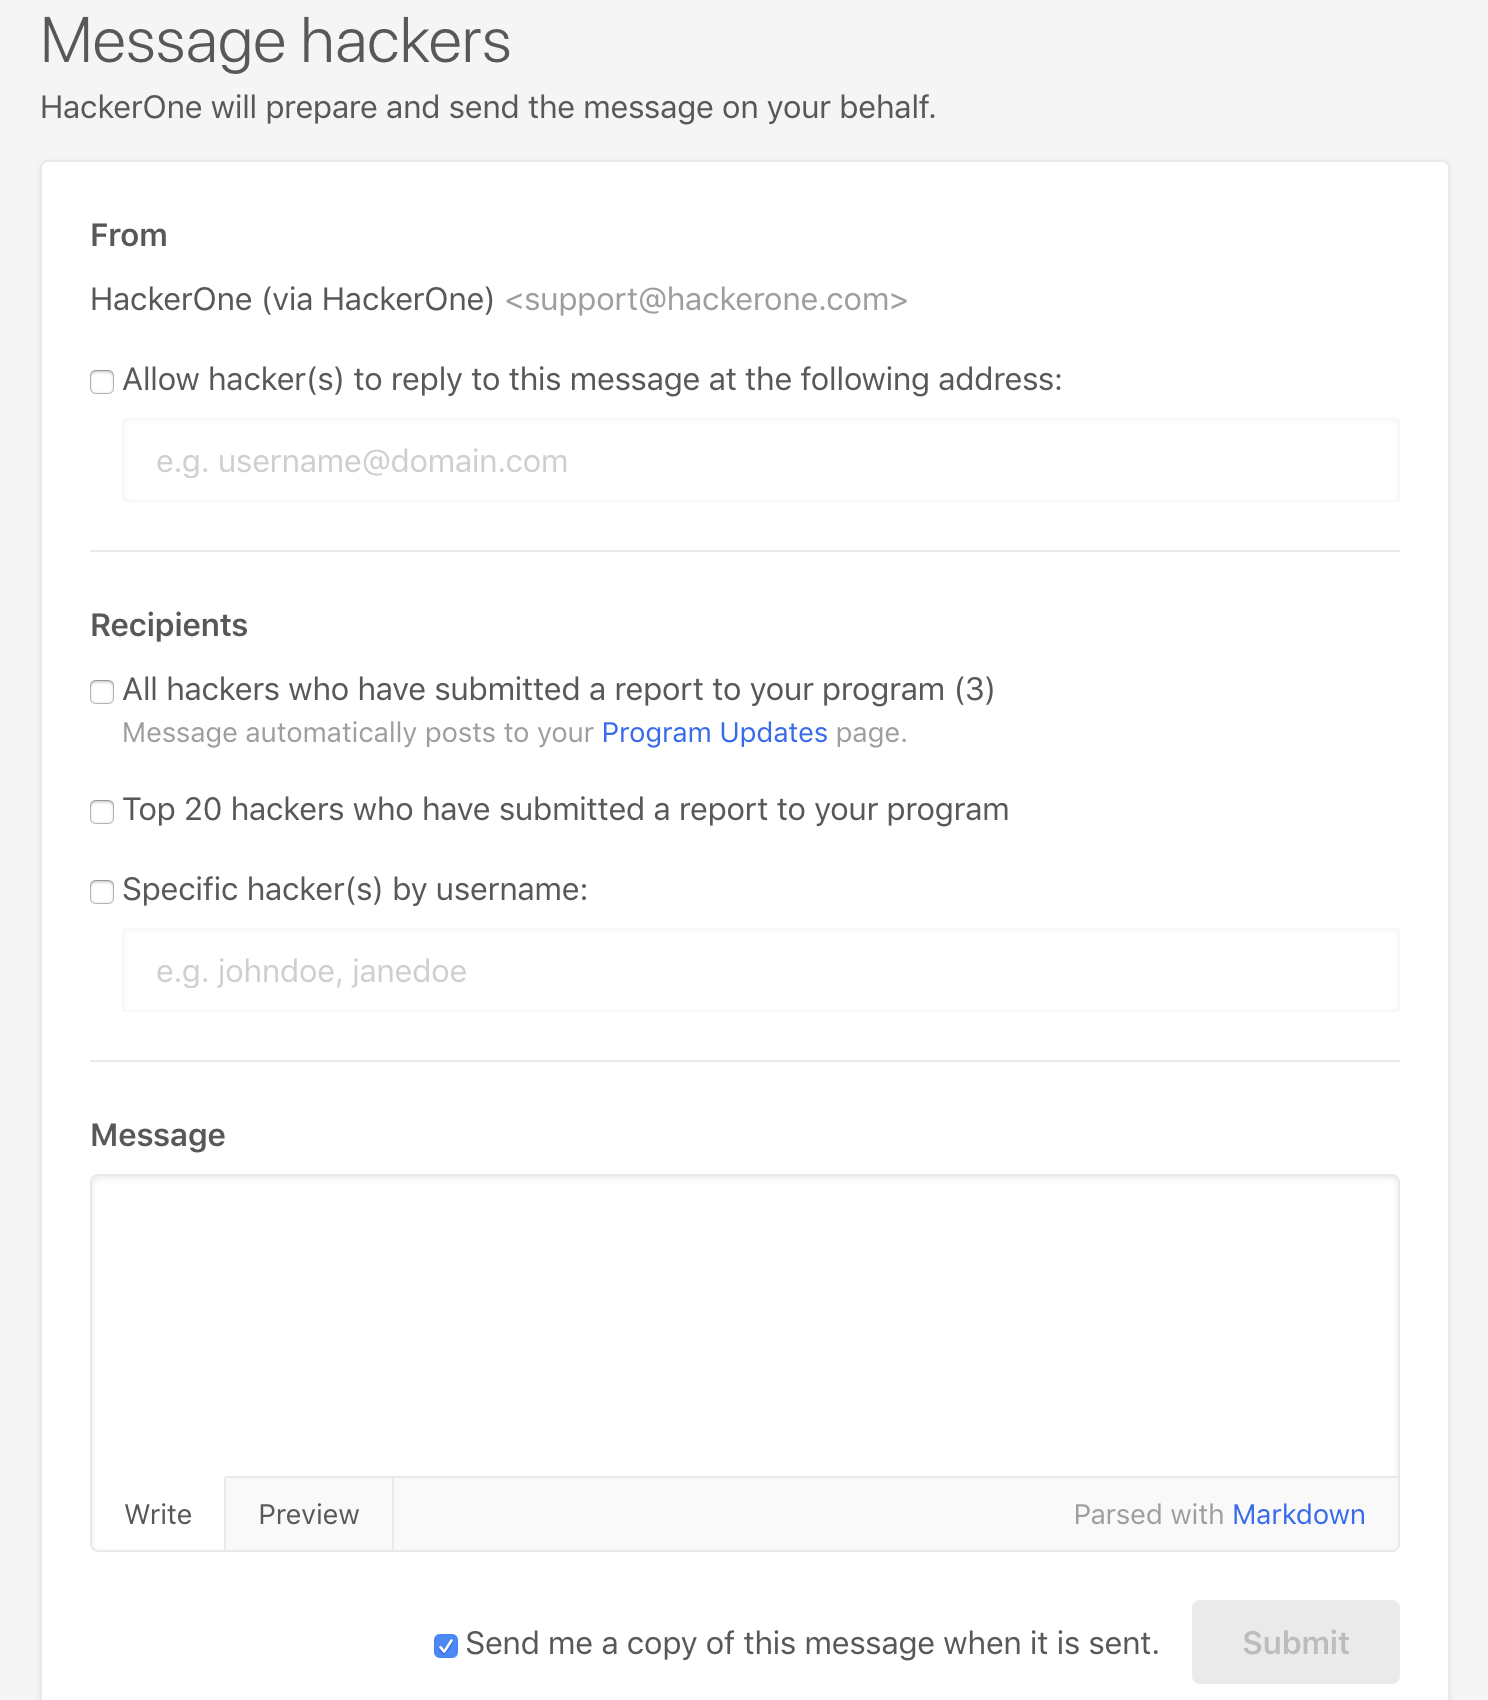 Message hackers
HackerOne will prepare and send the message on your behalf.
From
HackerOne (via HackerOne) <support@hackerone.com>
Allow hacker(s) to reply to this message at the following address:
e.g. username@domain.com
Recipients
All hackers who have submitted a report to your program (3)
Message automatically posts to your Program Updates page.
Top 20 hackers who have submitted a report to your program
Specific hacker(s) by username:
e.g. johndoe, janedoe
Message
Write Preview Parsed with Markdown
Send me a copy of this message when it is sent. Submit